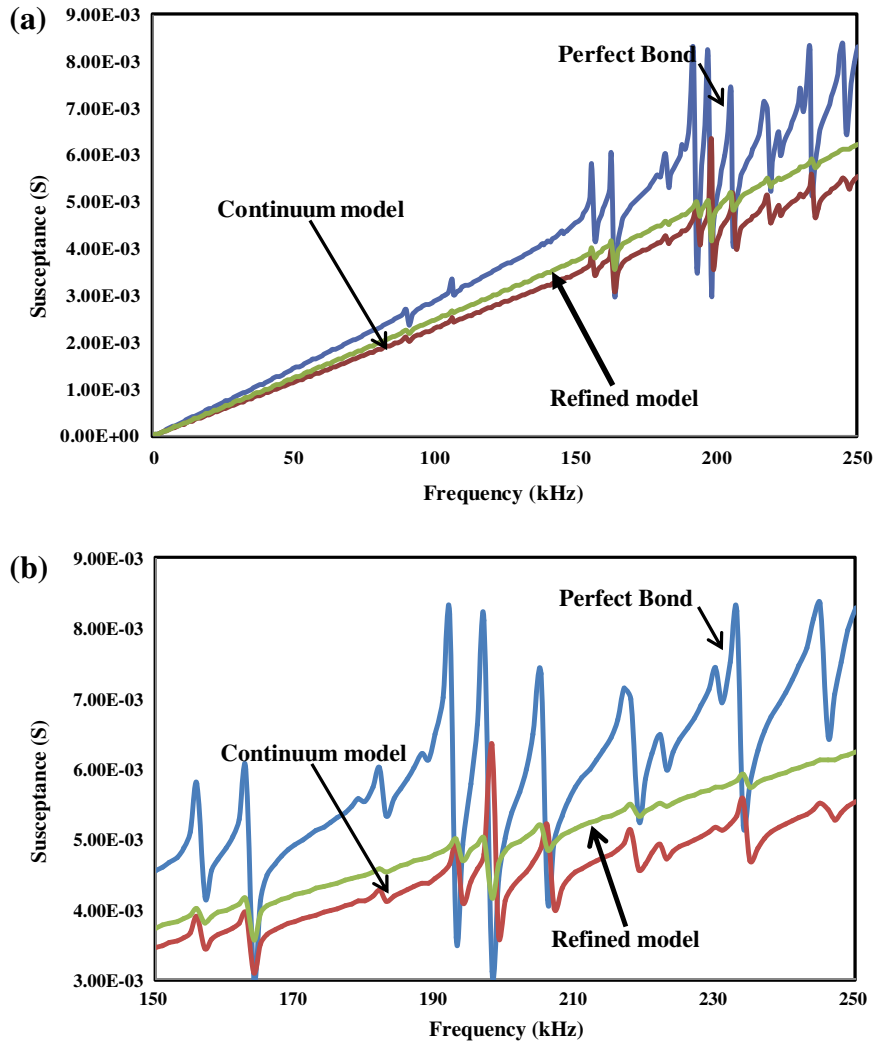 (a)
9.00E-03
8.00E-03
7.00E-03
6.00E-03
5.00E-03
4.00E-03
3.00E-03
2.00E-03
1.00E-03
0.00E+00
Susceptance (S)
Perfect Bond
Continuum model
Refined model
0 50 100 150 200 250
Frequency (kHz)
(b)
9.00E-03
8.00E-03
7.00E-03
6.00E-03
5.00E-03
4.00E-03
3.00E-03
Susceptance (S)
Perfect Bond
Continuum model
Refined model
150 170 190 210 230 250
Frequency (kHz)